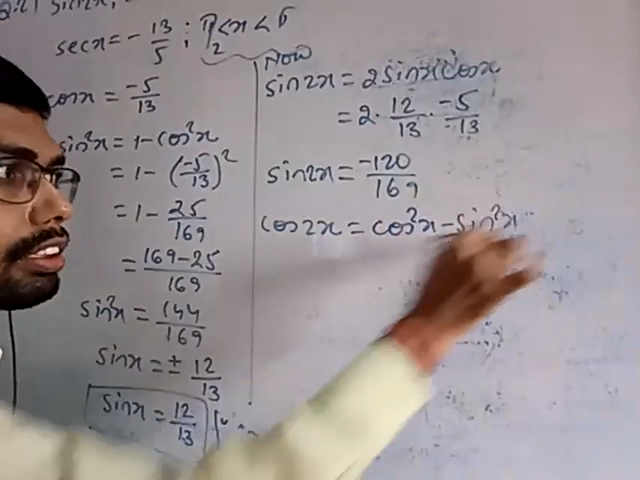 sin2x,
secx = - 13/5 ; π/2 < x < π
cosx = -5/13
sin²x = 1 - cos²x
= 1 - (-5/13)²
= 1 - 25/169
= 169-25/169
sin²x = 144/169
sinx = ± 12/13
sinx = 12/13
Now
sin2x = 2sinx cosx
= 2· 12/13 · -5/13
sin2x = -120/169
cos2x = cos²x - sin²x